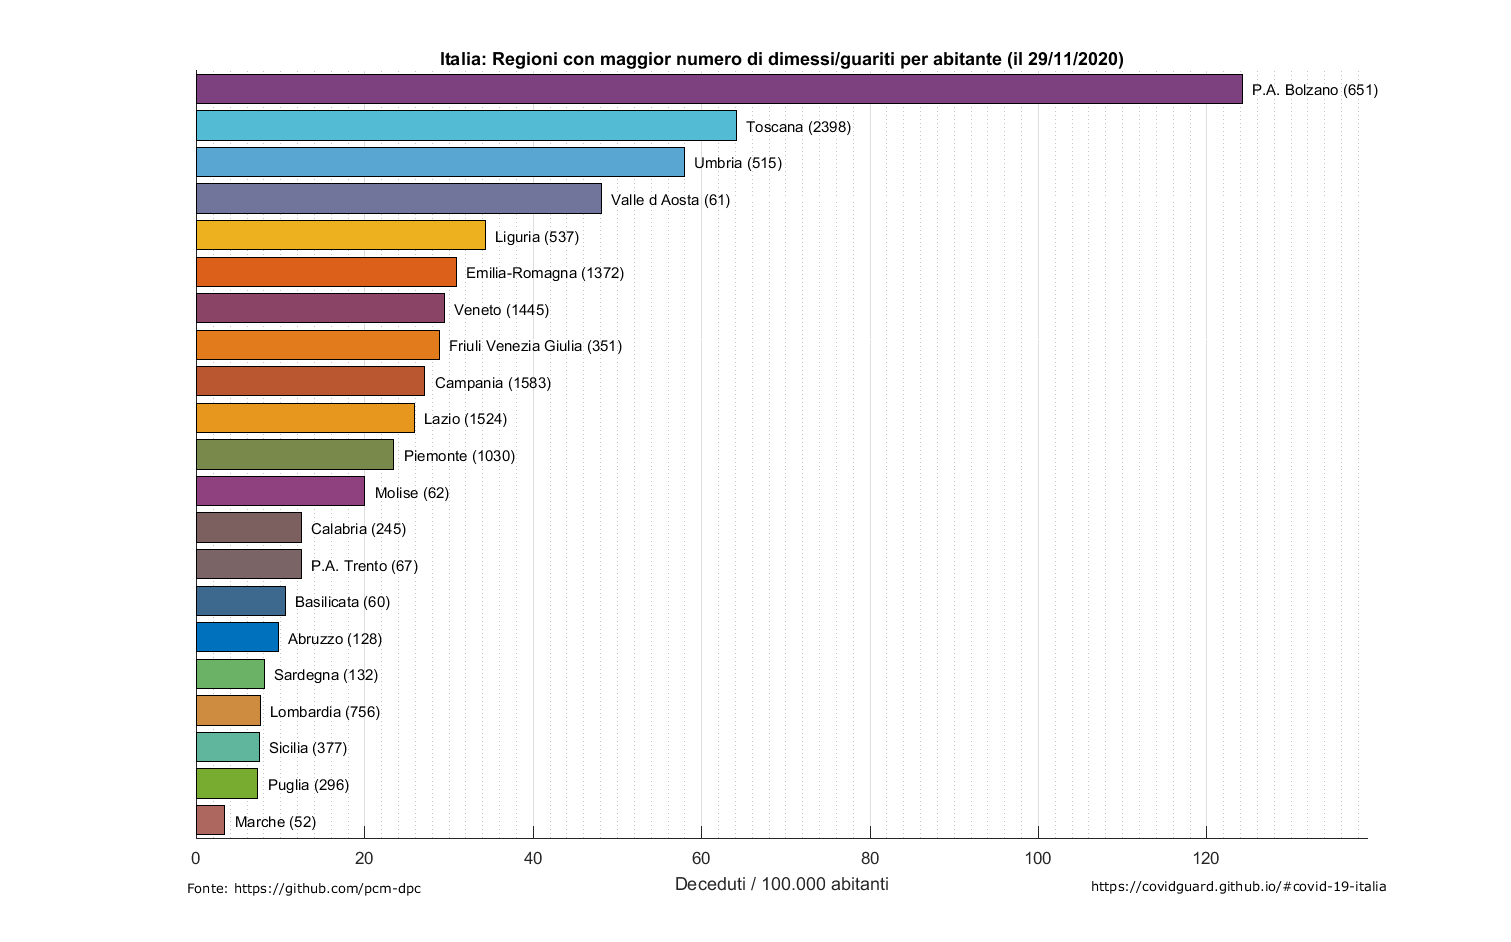 Italia: Regioni con maggior numero di dimessi/guariti per abitante (il 29/11/2020)
P.A. Bolzano (651)
Toscana (2398)
Umbria (515)
Valle d Aosta (61)
Liguria (537)
Emilia-Romagna (1372)
Veneto (1445)
Friuli Venezia Giulia (351)
Campania (1583)
Lazio (1524)
Piemonte (1030)
Molise (62)
Calabria (245)
P.A. Trento (67)
Basilicata (60)
Abruzzo (128)
Sardegna (132)
Lombardia (756)
Sicilia (377)
Puglia (296)
Marche (52)
0 20 40 60 80 100 120
Deceduti / 100.000 abitanti
Fonte: https://github.com/pcm-dpc
https://covidguard.github.io/#covid-19-italia